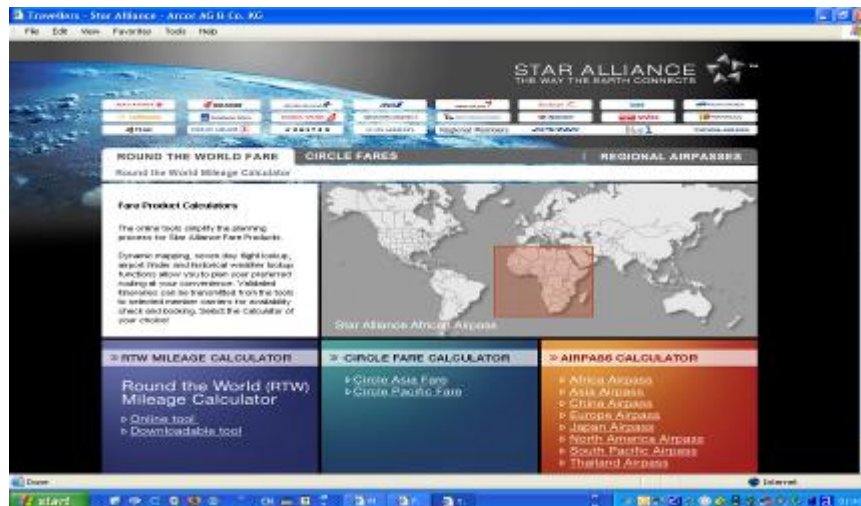 Travellers - Star Alliance - Arcor AG & Co. KG
File Edit View Favorites Tools Help
STAR ALLIANCE
THE WAY THE EARTH CONNECTS
Regional Members
ROUND THE WORLD FARE CIRCLE FARES REGIONAL AIRPASSES
Round the World Mileage Calculator
Fare Product Calculators
The online tools simplify the planning
process for Star Alliance Fare Products.
Dynamic mapping, seven day flight lookup,
airport finder and historical weather lookup
functions allow you to plan your preferred
routing at your convenience. Validated
itineraries can be transmitted from the tools
to selected member carriers for availability
check and booking. Select the Calculator of
your choice!
Star Alliance African Airpass
» RTW MILEAGE CALCULATOR
Round the World (RTW)
Mileage Calculator
Online tool
Downloadable tool
» CIRCLE FARE CALCULATOR
Circle Asia Fare
Circle Pacific Fare
» AIRPASS CALCULATOR
Africa Airpass
Asia Airpass
China Airpass
Europe Airpass
Japan Airpass
North America Airpass
South Pacific Airpass
Thailand Airpass
Done Internet
start